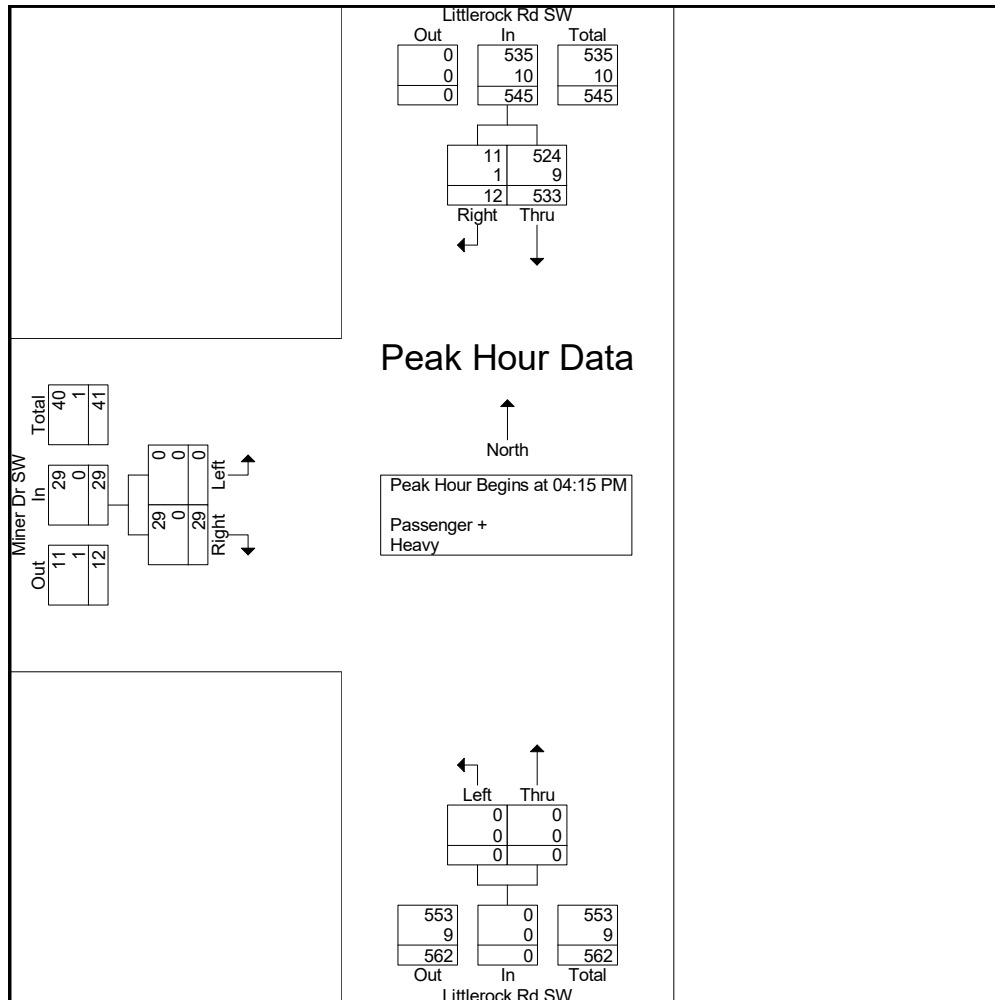 Littlerock Rd SW
Out In Total
0 535 535
0 10 10
0 545 545
11 524
1 9
12 533
Right Thru
Peak Hour Data
North
Peak Hour Begins at 04:15 PM
Passenger +
Heavy
Miner Dr SW
Out In Total
11 29 40
1 0 1
12 29 41
29 0
0 0
29 0
Right Left
Left Thru
0 0
0 0
0 0
553 0 553
9 0 9
562 0 562
Out In Total
Littlerock Rd SW